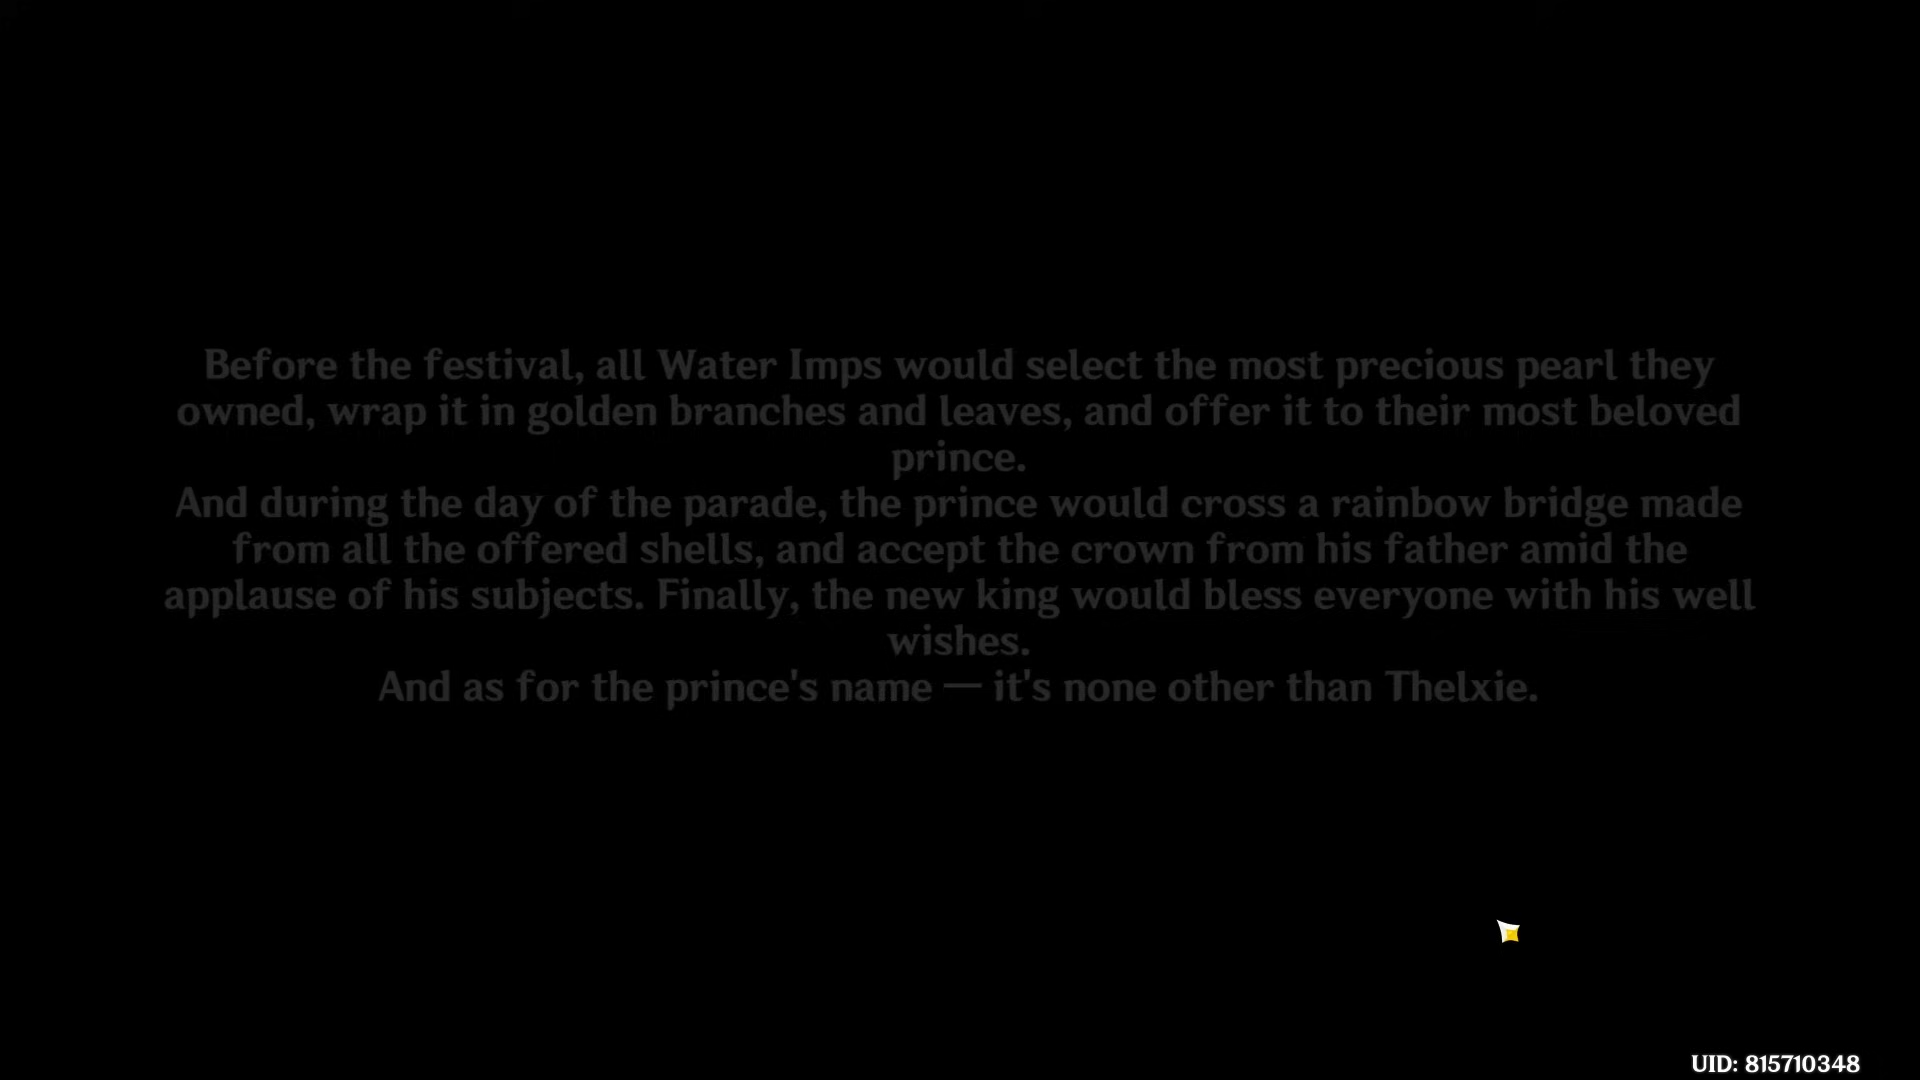 Before the festival, all Water Imps would select the most precious pearl they
owned, wrap it in golden branches and leaves, and offer it to their most beloved
prince.
And during the day of the parade, the prince would cross a rainbow bridge made
from all the offered shells, and accept the crown from his father amid the
applause of his subjects. Finally, the new king would bless everyone with his well
wishes.
And as for the prince's name — it's none other than Thelxie.
UID: 815710348